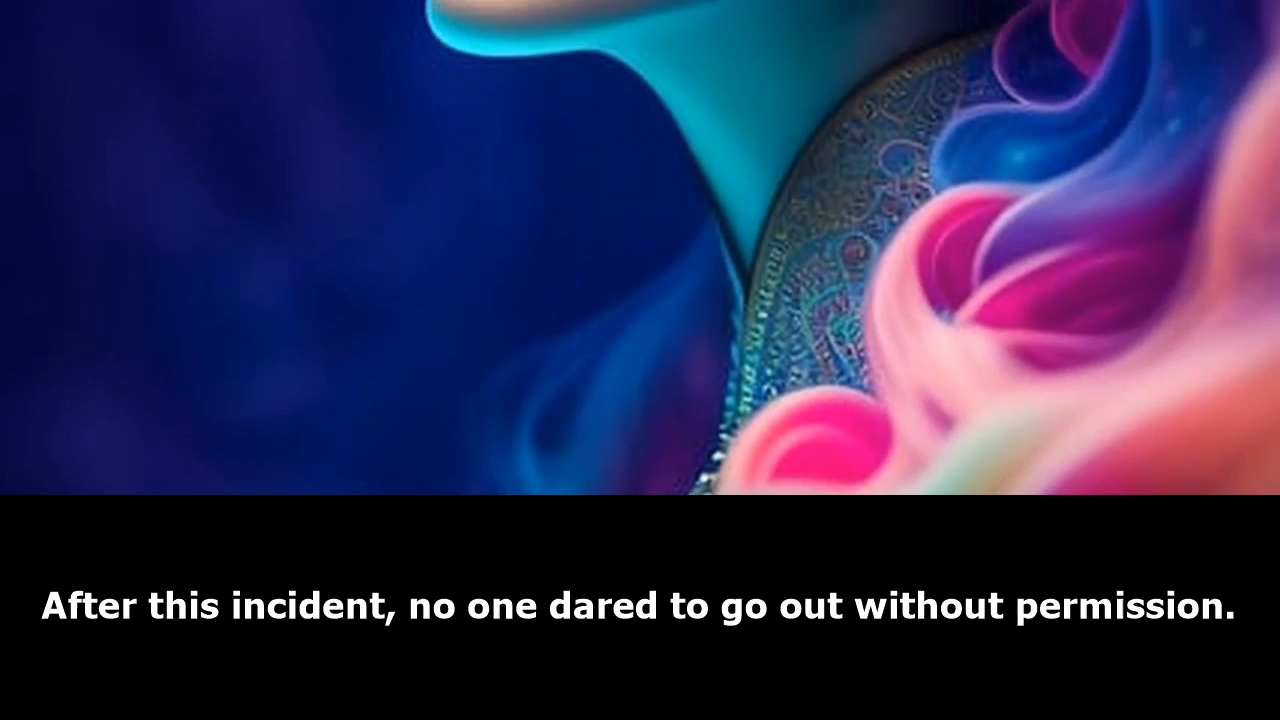 After this incident, no one dared to go out without permission.